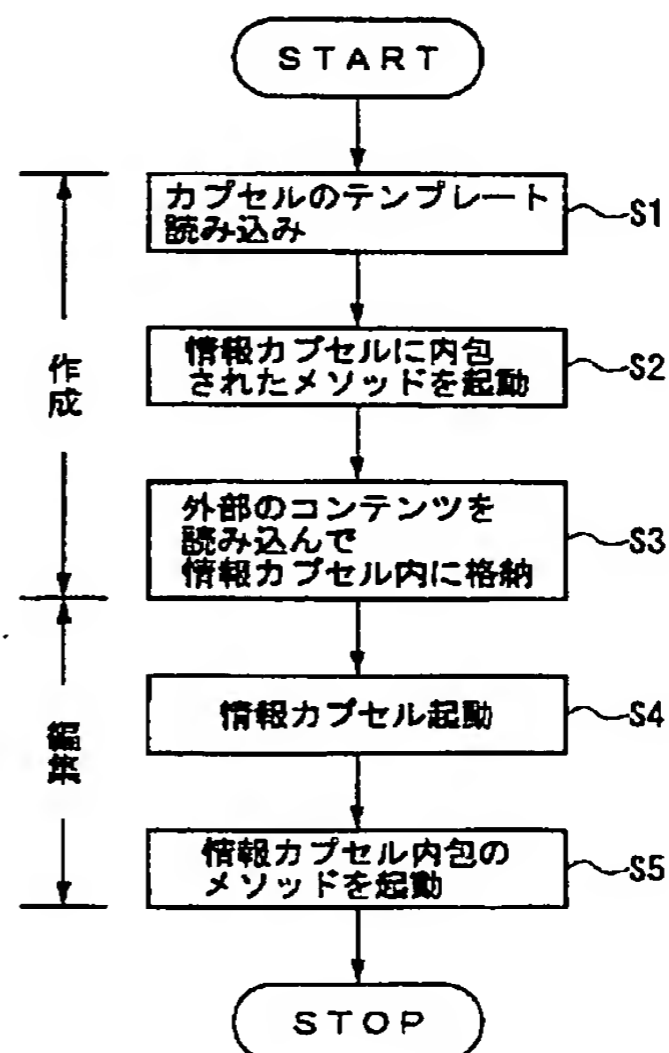 START
カプセルのテンプレート
読み込み
S1
情報カプセルに内包
されたメソッドを起動
S2
作成
外部のコンテンツを
読み込んで
情報カプセル内に格納
S3
情報カプセル起動
S4
編集
情報カプセル内包の
メソッドを起動
S5
STOP